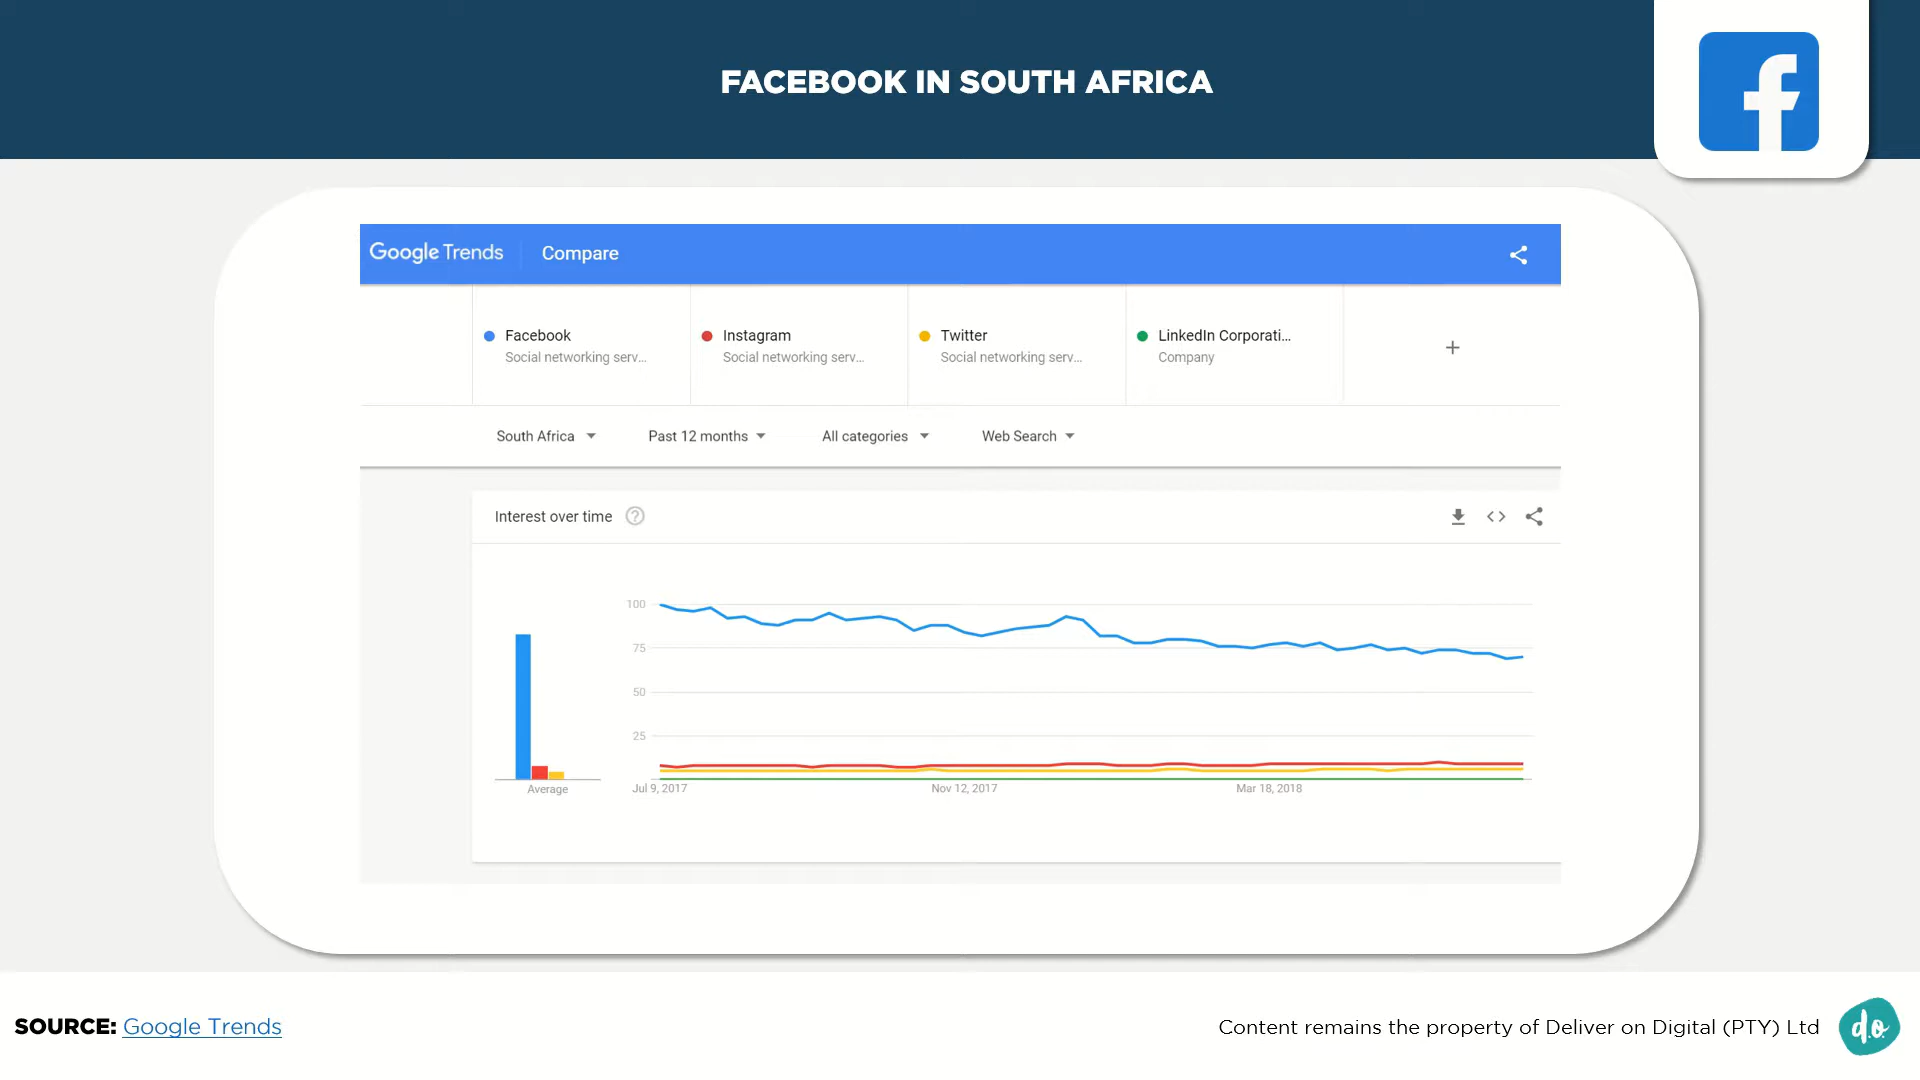 FACEBOOK IN SOUTH AFRICA
Google Trends
Compare
Facebook
Social networking serv...
Instagram
Social networking serv...
Twitter
Social networking serv...
LinkedIn Corporati...
Company
+
South Africa
Past 12 months
All categories
Web Search
Interest over time
?
100
75
50
25
Average
Jul 9, 2017
Nov 12, 2017
Mar 18, 2018
SOURCE: Google Trends
Content remains the property of Deliver on Digital (PTY) Ltd
d.o.